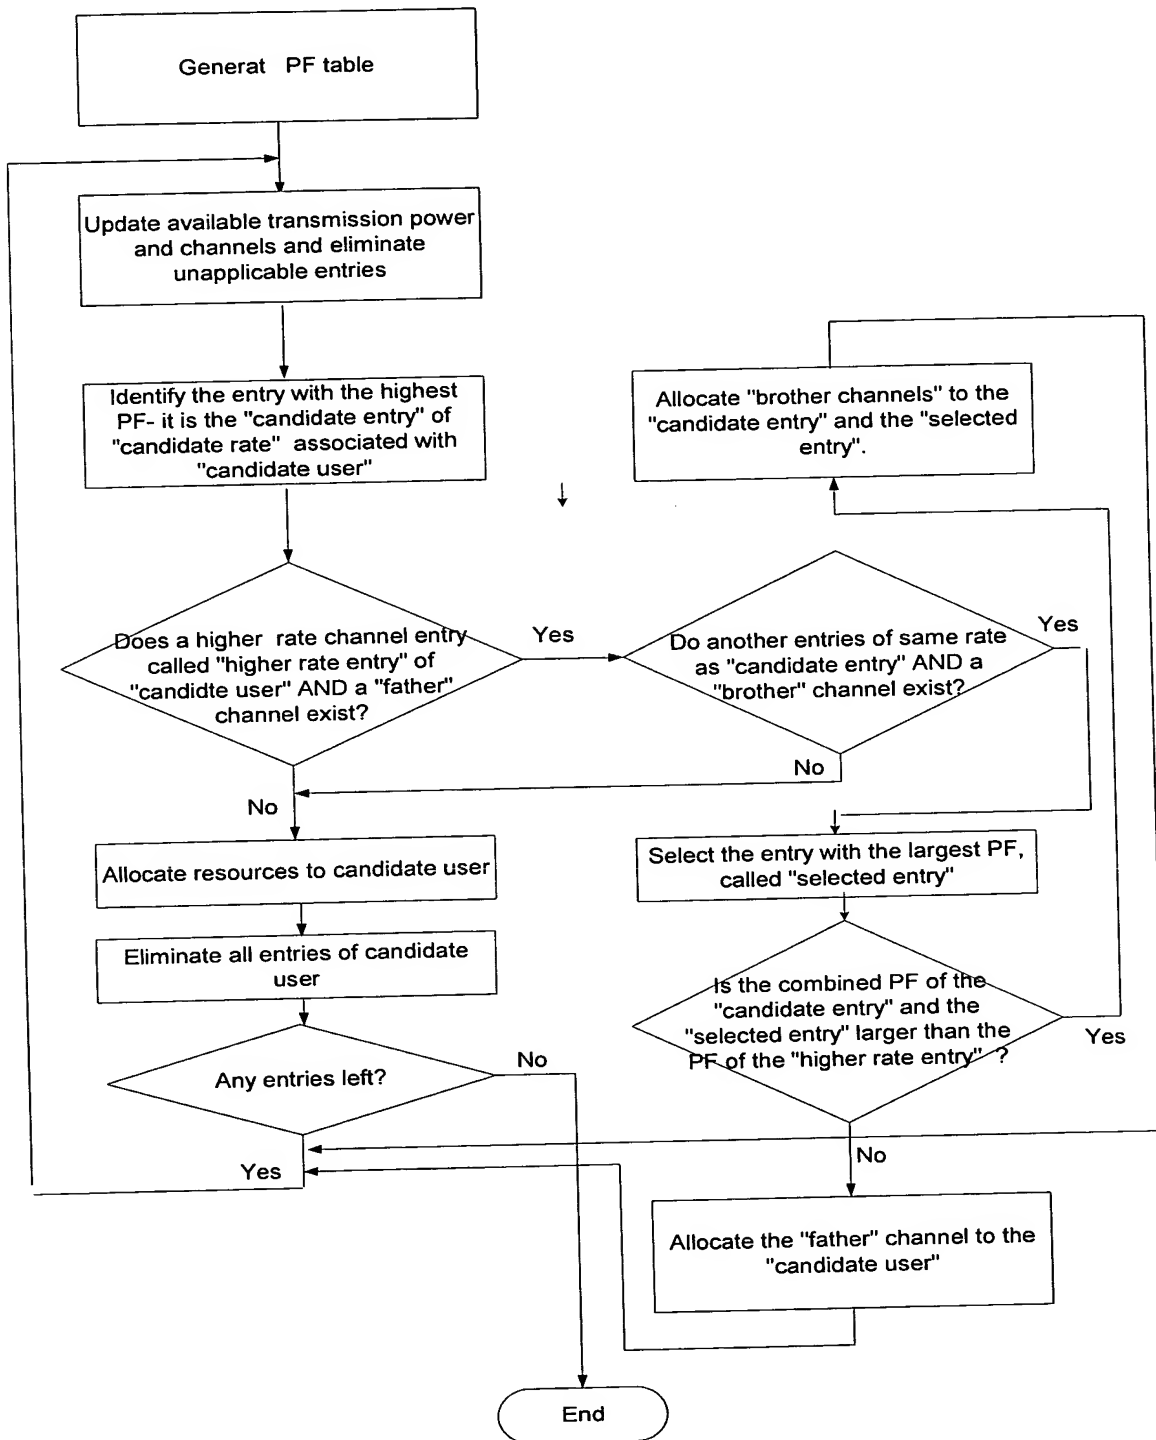 Generat PF table
Update available transmission power
and channels and eliminate
unapplicable entries
Identify the entry with the highest
PF- it is the "candidate entry" of
"candidate rate" associated with
"candidate user"
Allocate "brother channels" to the
"candidate entry" and the "selected
entry".
Does a higher rate channel entry
called "higher rate entry" of
"candidte user" AND a "father"
channel exist?
Yes
Do another entries of same rate
as "candidate entry" AND a
"brother" channel exist?
Yes
No
No
Allocate resources to candidate user
Select the entry with the largest PF,
called "selected entry"
Eliminate all entries of candidate
user
Is the combined PF of the
"candidate entry" and the
"selected entry" larger than the
PF of the "higher rate entry" ?
Yes
Any entries left?
No
Yes
No
Allocate the "father" channel to the
"candidate user"
End